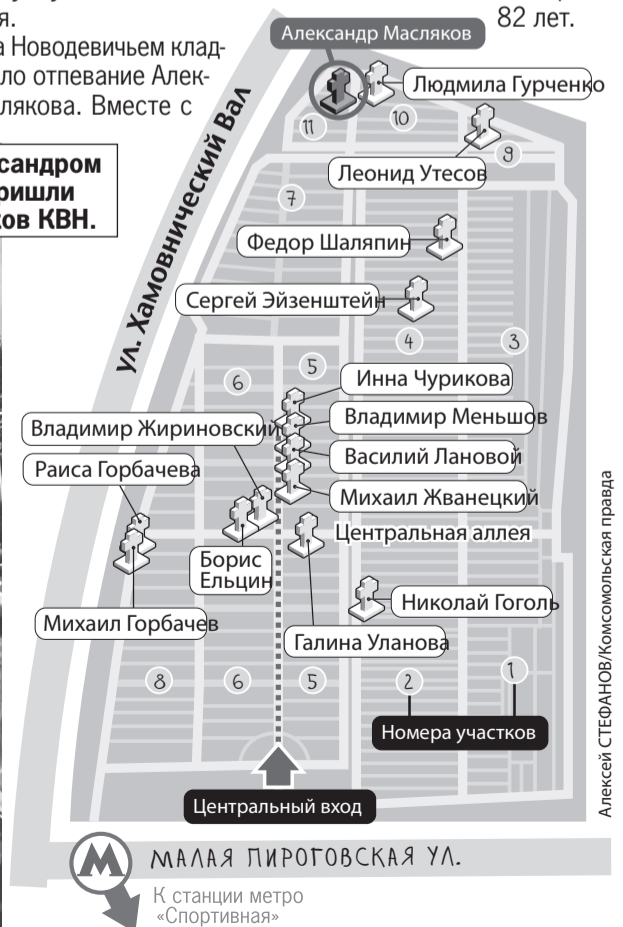 я.
82 лет.
а Новодевичьем клад-
ло отпевание Алек-
лякова. Вместе с
сандром
ришли
ков КВН.
Александр Масляков
Людмила Гурченко
11
10
9
Леонид Утесов
7
ул. Хамовнический Вал
Федор Шаляпин
Сергей Эйзенштейн
4
3
5
6
Инна Чурикова
Владимир Меньшов
Владимир Жириновский
Василий Лановой
Раиса Горбачева
Михаил Жванецкий
Центральная аллея
Борис
Ельцин
Николай Гоголь
Михаил Горбачев
Галина Уланова
8
6
5
2
1
Номера участков
Центральный вход
М
МАЛАЯ ПИРОГОВСКАЯ УЛ.
К станции метро
«Спортивная»
Алексей СТЕФАНОВ/Комсомольская правда